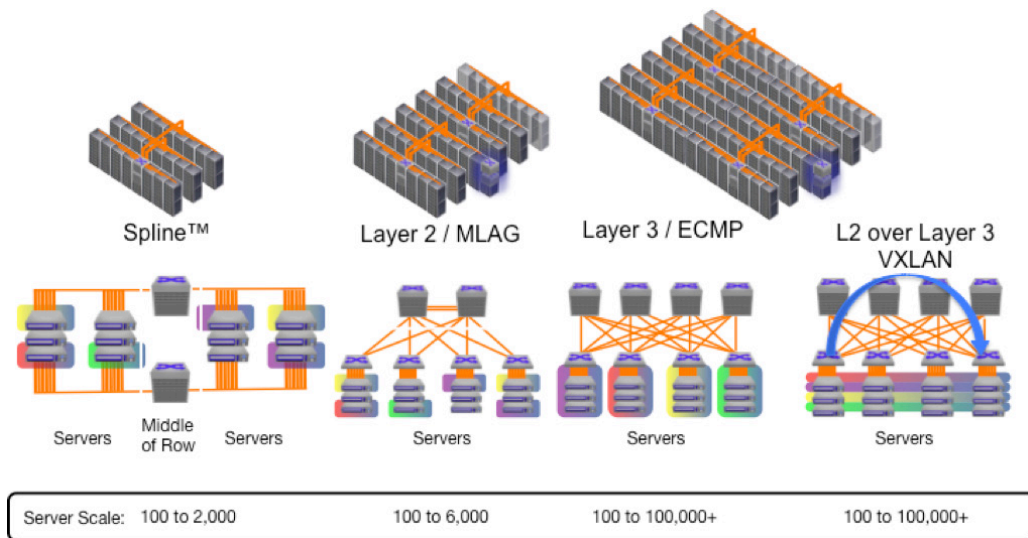 Spline™
Layer 2 / MLAG
Layer 3 / ECMP
L2 over Layer 3
VXLAN
Servers
Middle
of Row
Servers
Servers
Servers
Servers
Server Scale: 100 to 2,000 100 to 6,000 100 to 100,000+ 100 to 100,000+